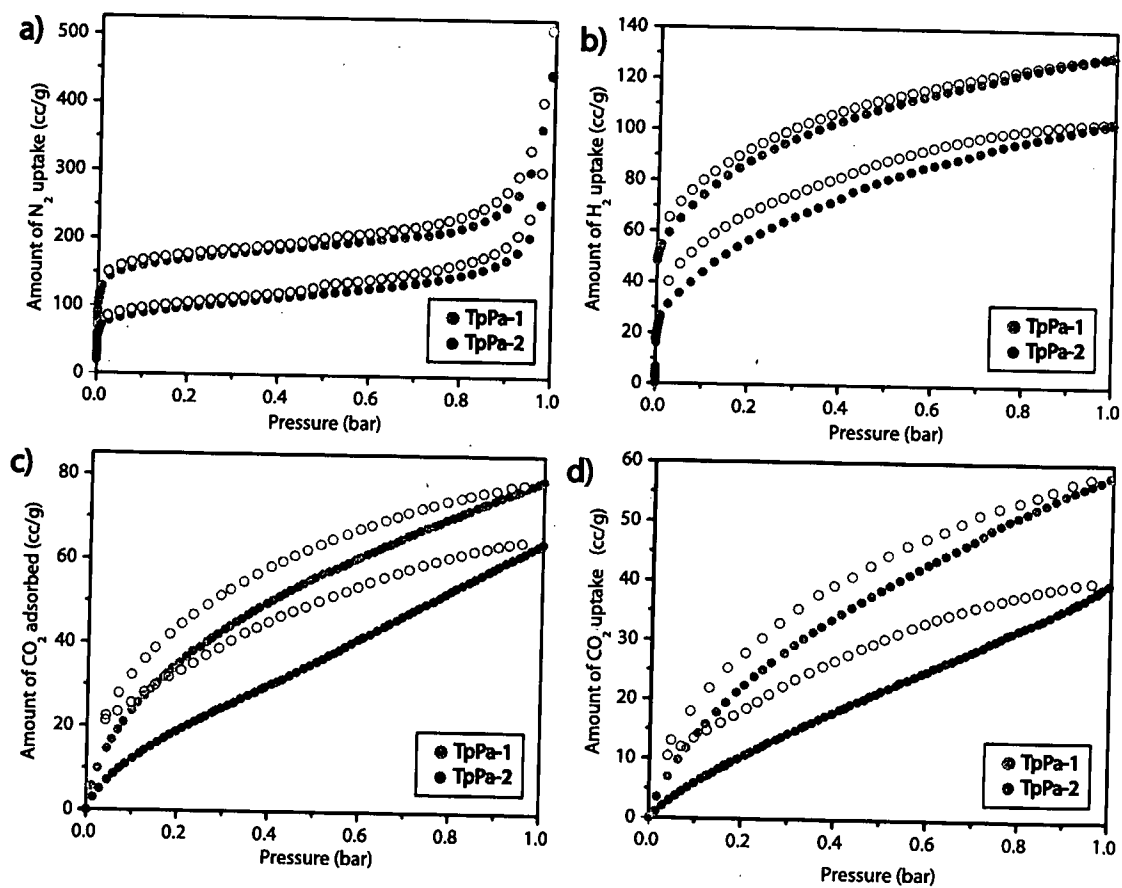 a)
500
400
300
200
100
0
Amount of N2 uptake (cc/g)
TpPa-1
TpPa-2
0.0 0.2 0.4 0.6 0.8 1.0
Pressure (bar)
b)
140
120
100
80
60
40
20
0
Amount of H2 uptake (cc/g)
TpPa-1
TpPa-2
0.0 0.2 0.4 0.6 0.8 1.0
Pressure (bar)
c)
80
60
40
20
0
Amount of CO2 adsorbed (cc/g)
TpPa-1
TpPa-2
0.0 0.2 0.4 0.6 0.8 1.0
Pressure (bar)
d)
60
50
40
30
20
10
0
Amount of CO2 uptake (cc/g)
TpPa-1
TpPa-2
0.0 0.2 0.4 0.6 0.8 1.0
Pressure (bar)